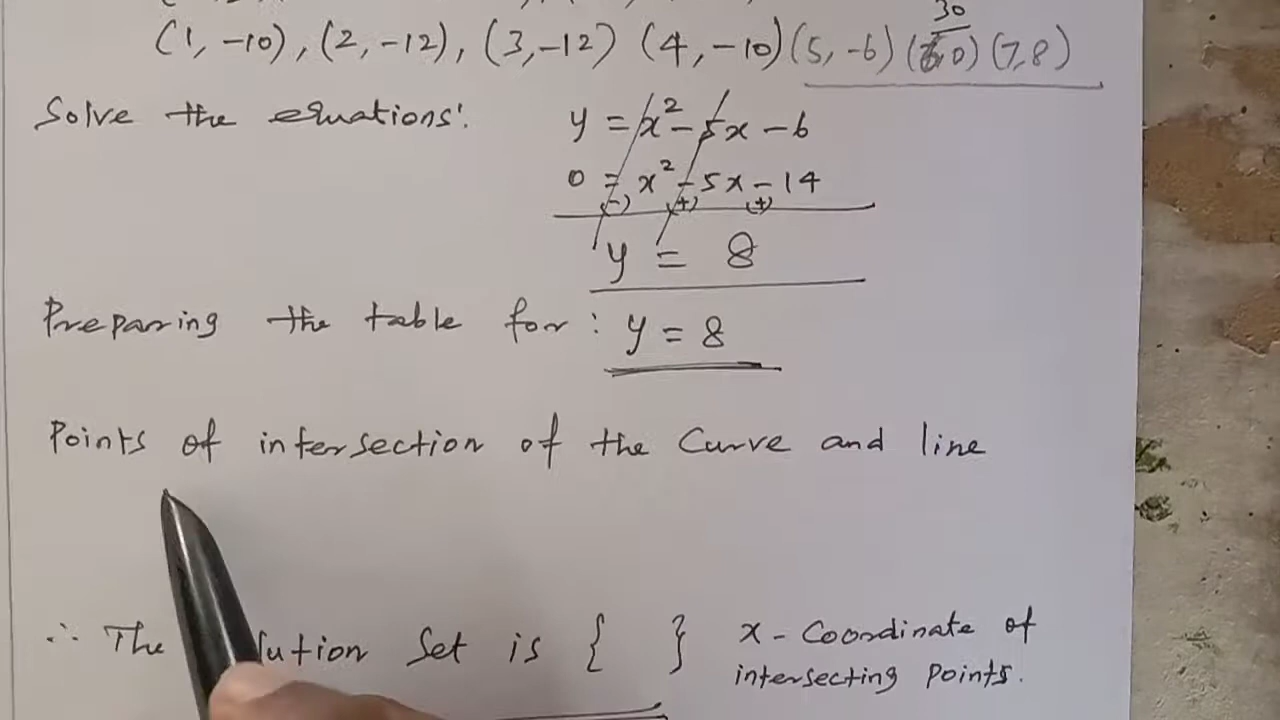 (1, -10), (2, -12), (3, -12) (4, -10) (5, -6) (6,0) (7,8)
30
Solve the equations: y = x² - 5x - 6
0 = x² - 5x - 14
(-) (+) (+)
y = 8
Preparing the table for: y = 8
Points of intersection of the Curve and line
∴ The lution Set is { } x - Coordinate of
intersecting Points.